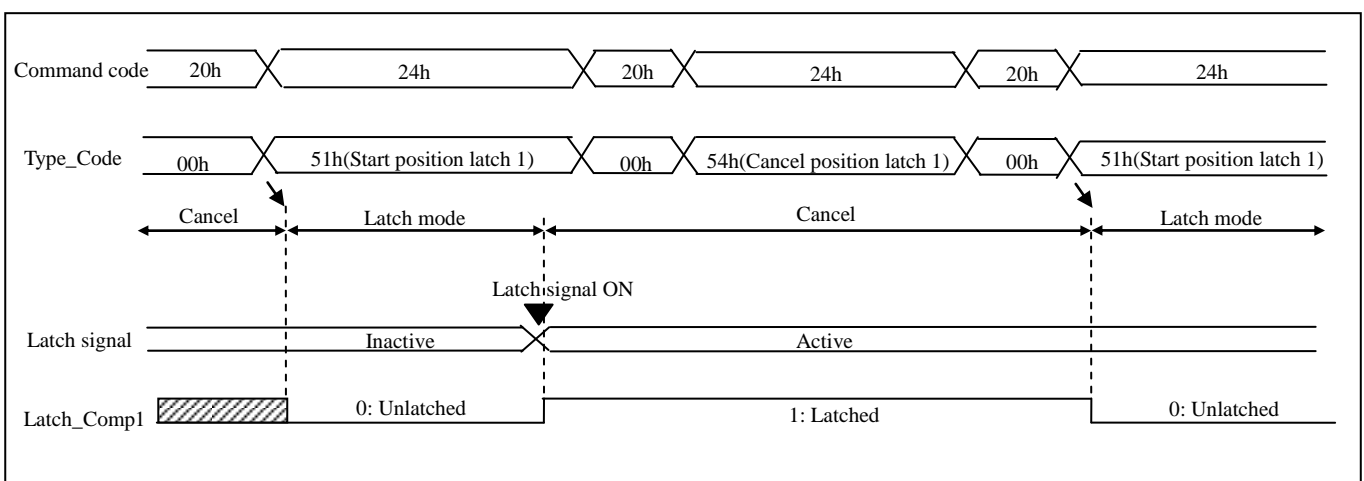 Command code 20h 24h 20h 24h 20h 24h
Type_Code 00h 51h(Start position latch 1) 00h 54h(Cancel position latch 1) 00h 51h(Start position latch 1)
Cancel Latch mode Cancel Latch mode
Latch signal ON
Latch signal Inactive Active
Latch_Comp1 0: Unlatched 1: Latched 0: Unlatched